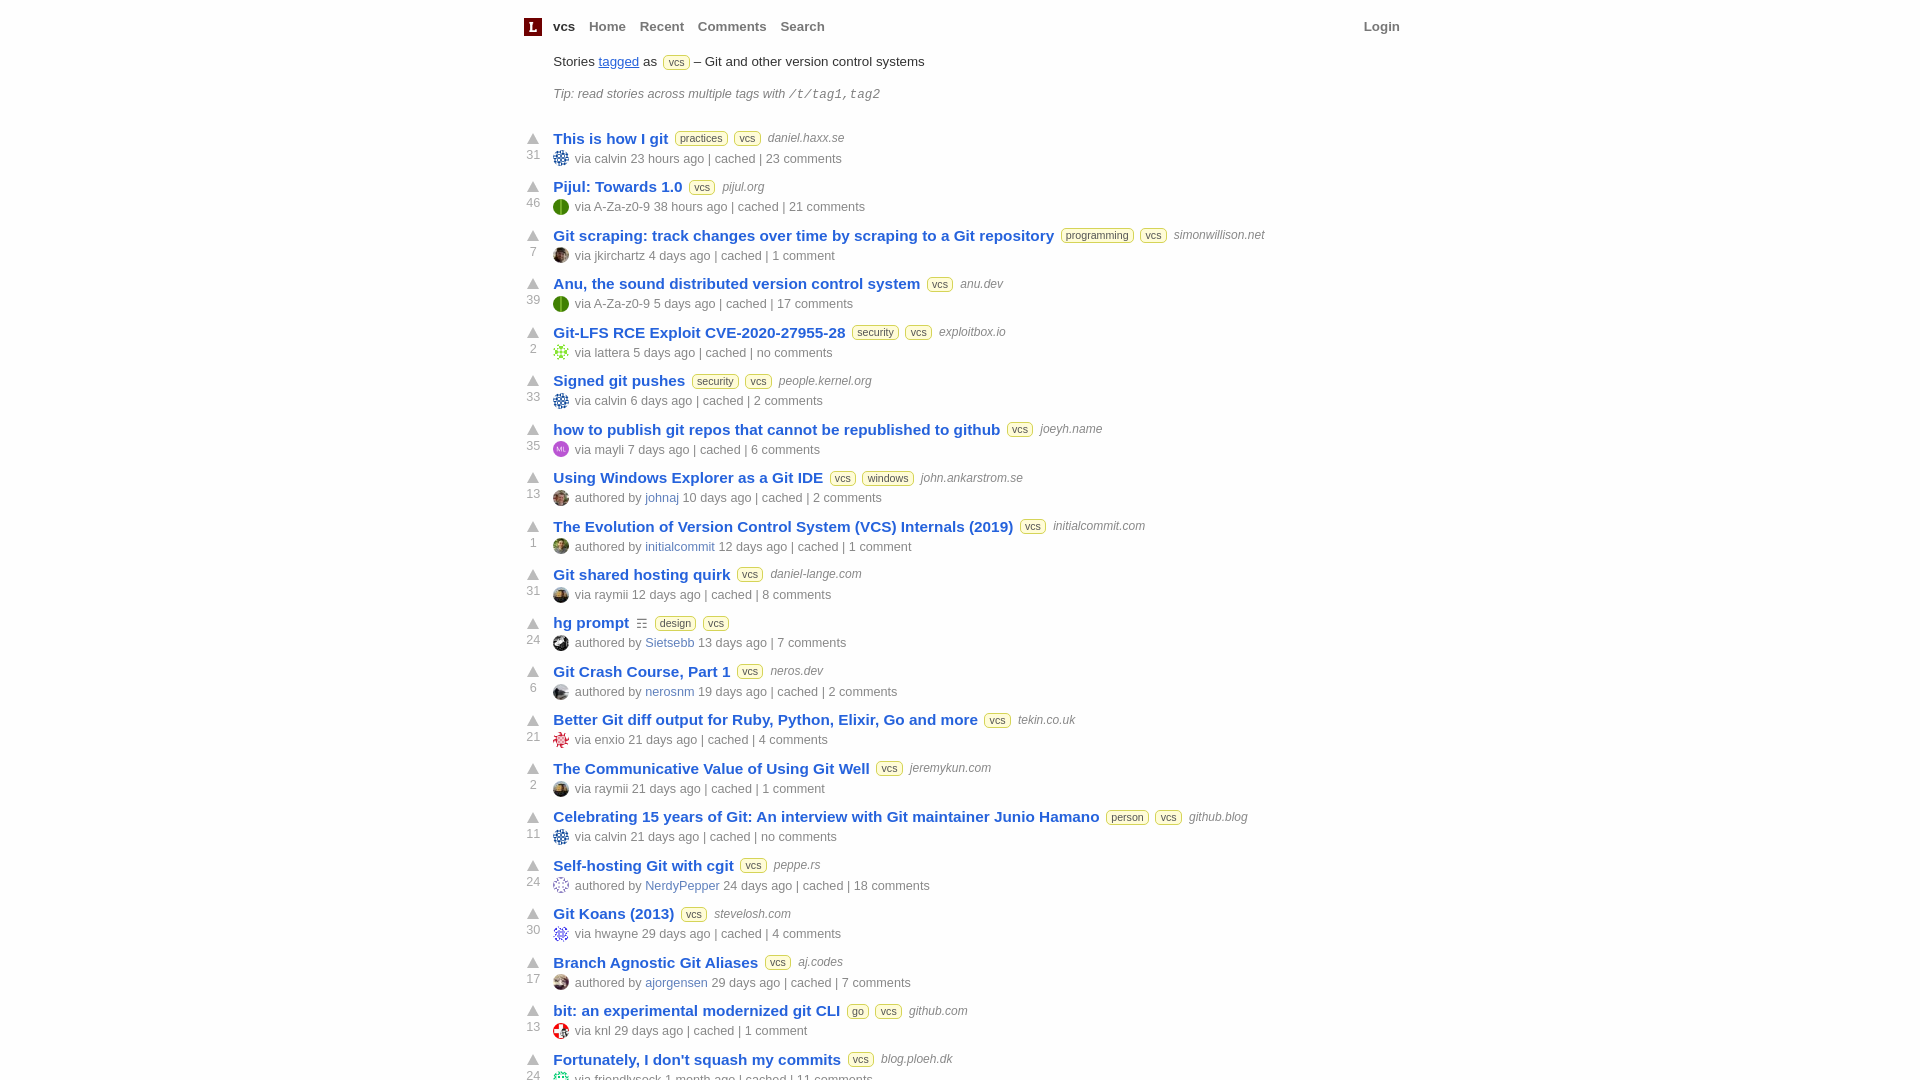 L vcs Home Recent Comments Search Login
Stories tagged as vcs – Git and other version control systems
Tip: read stories across multiple tags with /t/tag1,tag2
This is how I git practices vcs daniel.haxx.se
31 via calvin 23 hours ago | cached | 23 comments
Pijul: Towards 1.0 vcs pijul.org
46 via A-Za-z0-9 38 hours ago | cached | 21 comments
Git scraping: track changes over time by scraping to a Git repository programming vcs simonwillison.net
7 via jkirchartz 4 days ago | cached | 1 comment
Anu, the sound distributed version control system vcs anu.dev
39 via A-Za-z0-9 5 days ago | cached | 17 comments
Git-LFS RCE Exploit CVE-2020-27955-28 security vcs exploitbox.io
2 via lattera 5 days ago | cached | no comments
Signed git pushes security vcs people.kernel.org
33 via calvin 6 days ago | cached | 2 comments
how to publish git repos that cannot be republished to github vcs joeyh.name
35 via mayli 7 days ago | cached | 6 comments
Using Windows Explorer as a Git IDE vcs windows john.ankarstrom.se
13 authored by johnaj 10 days ago | cached | 2 comments
The Evolution of Version Control System (VCS) Internals (2019) vcs initialcommit.com
1 authored by initialcommit 12 days ago | cached | 1 comment
Git shared hosting quirk vcs daniel-lange.com
31 via raymii 12 days ago | cached | 8 comments
hg prompt ☶ design vcs
24 authored by Sietsebb 13 days ago | 7 comments
Git Crash Course, Part 1 vcs neros.dev
6 authored by nerosnm 19 days ago | cached | 2 comments
Better Git diff output for Ruby, Python, Elixir, Go and more vcs tekin.co.uk
21 via enxio 21 days ago | cached | 4 comments
The Communicative Value of Using Git Well vcs jeremykun.com
2 via raymii 21 days ago | cached | 1 comment
Celebrating 15 years of Git: An interview with Git maintainer Junio Hamano person vcs github.blog
11 via calvin 21 days ago | cached | no comments
Self-hosting Git with cgit vcs peppe.rs
24 authored by NerdyPepper 24 days ago | cached | 18 comments
Git Koans (2013) vcs stevelosh.com
30 via hwayne 29 days ago | cached | 4 comments
Branch Agnostic Git Aliases vcs aj.codes
17 authored by ajorgensen 29 days ago | cached | 7 comments
bit: an experimental modernized git CLI go vcs github.com
13 via knl 29 days ago | cached | 1 comment
Fortunately, I don't squash my commits vcs blog.ploeh.dk
24 via friendlysock 1 month ago | cached | 11 comments